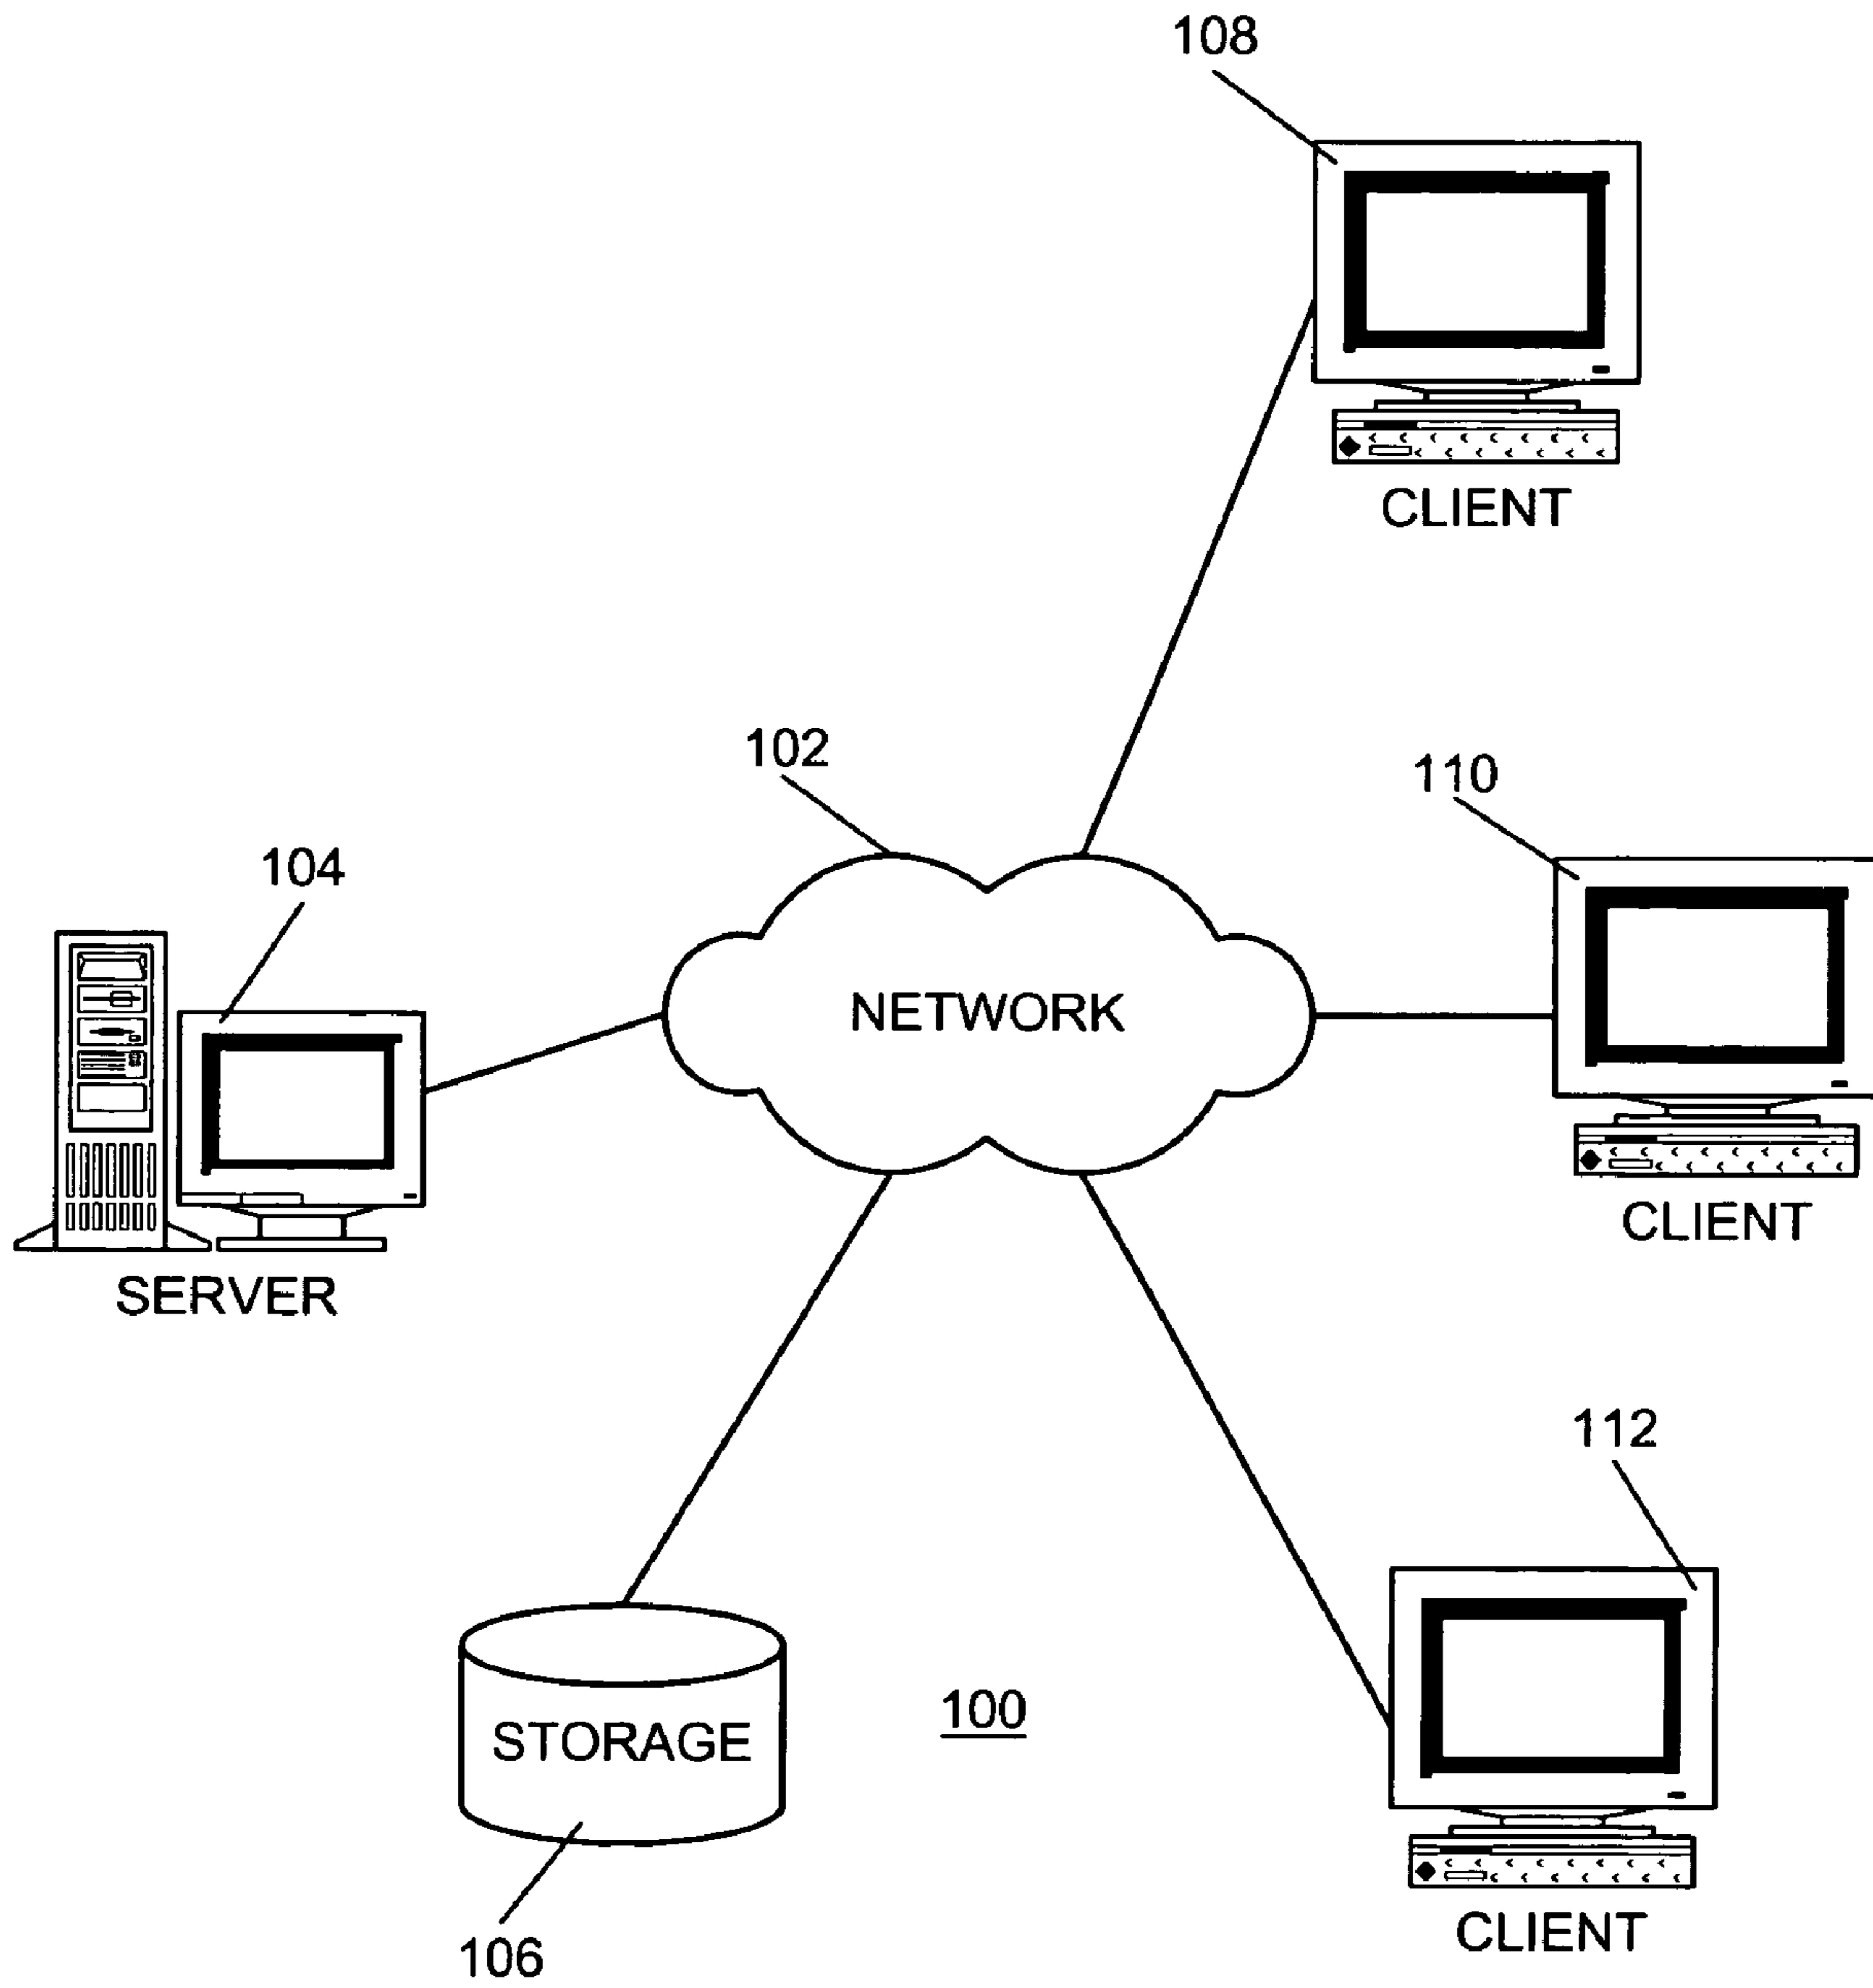 108
CLIENT
102
110
104
NETWORK
CLIENT
SERVER
112
STORAGE
100
106
CLIENT